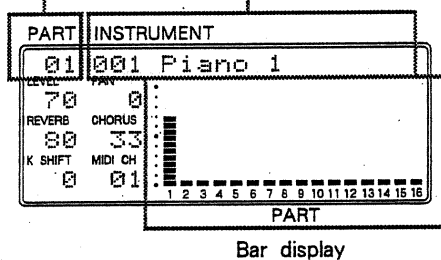 PART INSTRUMENT
01 001 Piano 1
LEVEL PAN
70 0
REVERB CHORUS
80 33
K SHIFT MIDI CH
0 01
1 2 3 4 5 6 7 8 9 10 11 12 13 14 15 16
PART
Bar display